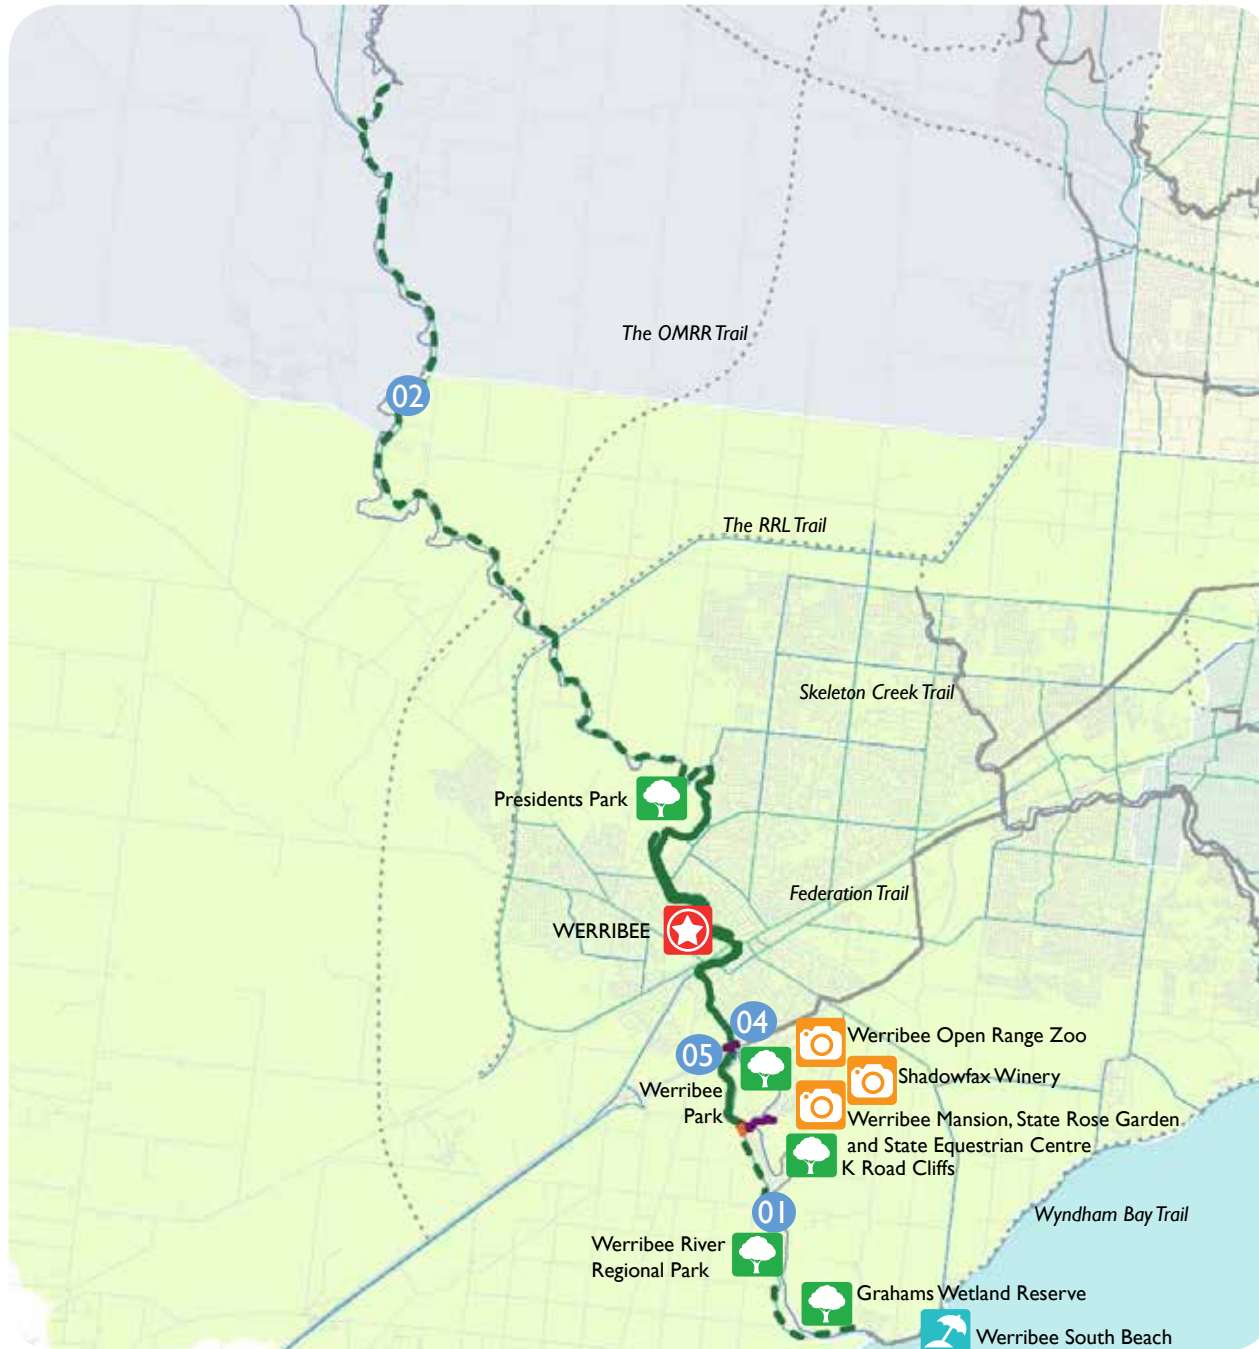 The OMRR Trail
02
The RRL Trail
Skeleton Creek Trail
Presidents Park
Federation Trail
WERRIBEE
04
05
Werribee Open Range Zoo
Shadowfax Winery
Werribee
Park
Werribee Mansion, State Rose Garden
and State Equestrian Centre
K Road Cliffs
01
Wyndham Bay Trail
Werribee River
Regional Park
Grahams Wetland Reserve
Werribee South Beach